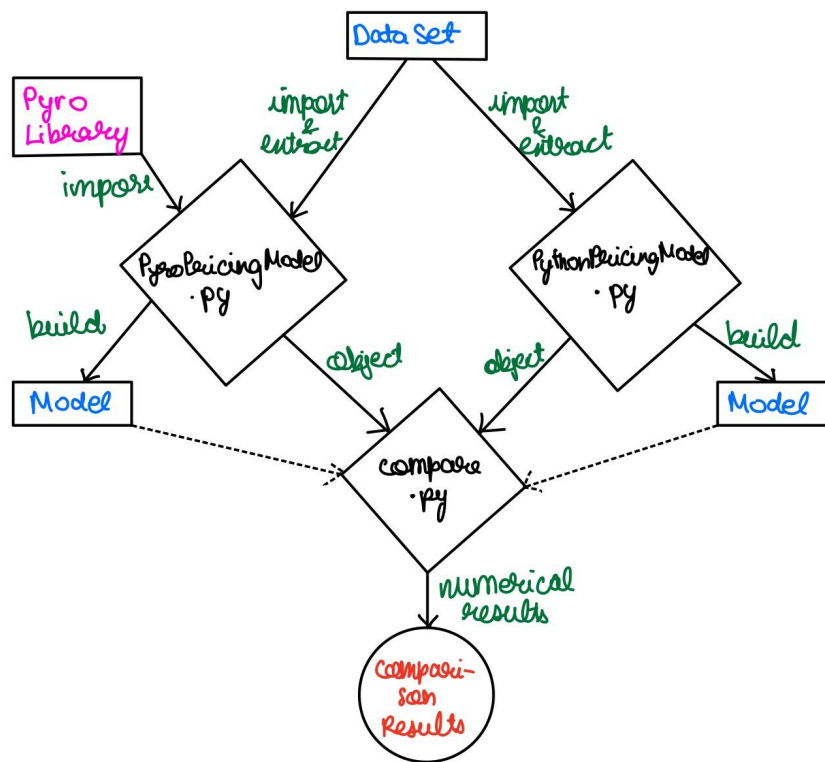 Data Set
Pyro
Library
import
& 
extract
import
&
extract
import
PyroPricingModel
.py
PythonPricingModel
.py
build
object
object
build
Model
Model
compare
.py
numerical
results
Compari-
son
Results